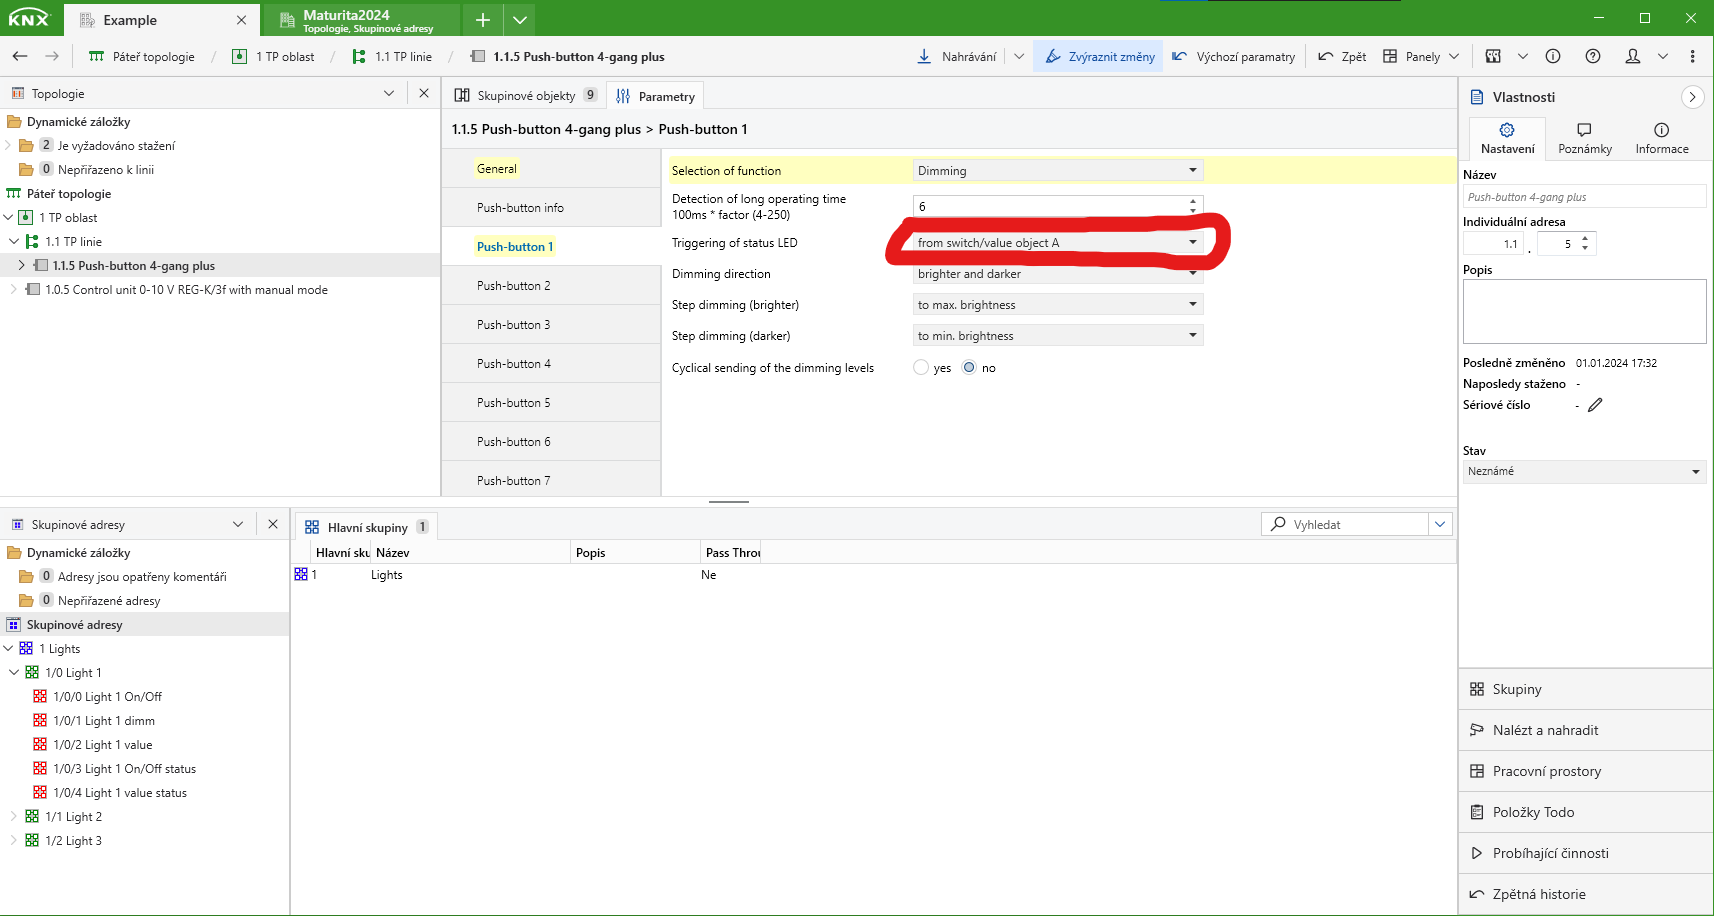 KNX
Example
Maturita2024
Topologie, Skupinové adresy
Páteř topologie / 1 TP oblast / 1.1 TP linie / 1.1.5 Push-button 4-gang plus
Nahrávání
Zvýraznit změny
Výchozí paramatry
Zpět
Panely
Topologie
Dynamické záložky
2 Je vyžadováno stažení
0 Nepřiřazeno k linii
Páteř topologie
1 TP oblast
1.1 TP linie
1.1.5 Push-button 4-gang plus
1.0.5 Control unit 0-10 V REG-K/3f with manual mode
Skupinové objekty 9
Parametry
1.1.5 Push-button 4-gang plus > Push-button 1
General
Push-button info
Push-button 1
Push-button 2
Push-button 3
Push-button 4
Push-button 5
Push-button 6
Push-button 7
Selection of function
Dimming
Detection of long operating time
100ms * factor (4-250)
6
Triggering of status LED
from switch/value object A
Dimming direction
brighter and darker
Step dimming (brighter)
to max. brightness
Step dimming (darker)
to min. brightness
Cyclical sending of the dimming levels
yes no
Vlastnosti
Nastavení
Poznámky
Informace
Název
Push-button 4-gang plus
Individuální adresa
1.1 . 5
Popis
Posledně změněno 01.01.2024 17:32
Naposledy staženo -
Sériové číslo -
Stav
Neznámé
Skupiny
Nalézt a nahradit
Pracovní prostory
Položky Todo
Probíhající činnosti
Zpětná historie
Skupinové adresy
Dynamické záložky
0 Adresy jsou opatřeny komentáři
0 Nepřiřazené adresy
Skupinové adresy
1 Lights
1/0 Light 1
1/0/0 Light 1 On/Off
1/0/1 Light 1 dimm
1/0/2 Light 1 value
1/0/3 Light 1 On/Off status
1/0/4 Light 1 value status
1/1 Light 2
1/2 Light 3
Hlavní skupiny 1
Vyhledat
Hlavní sku Název Popis Pass Throu
1 Lights Ne